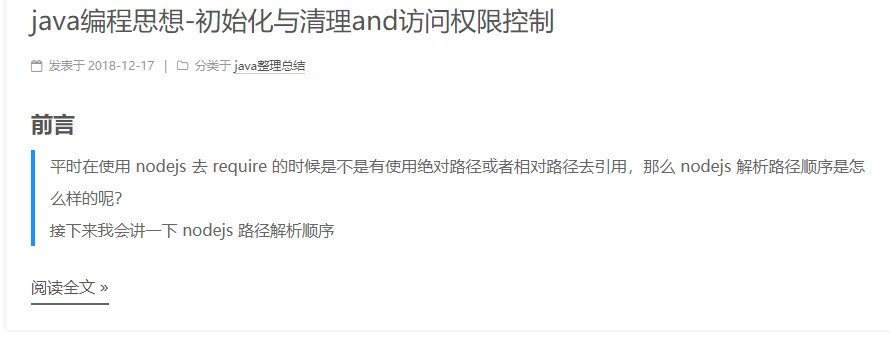 java编程思想-初始化与清理and访问权限控制
发表于 2018-12-17 | 分类于 java整理总结
前言
平时在使用 nodejs 去 require 的时候是不是有使用绝对路径或者相对路径去引用，那么 nodejs 解析路径顺序是怎
么样的呢？
接下来我会讲一下 nodejs 路径解析顺序
阅读全文 »